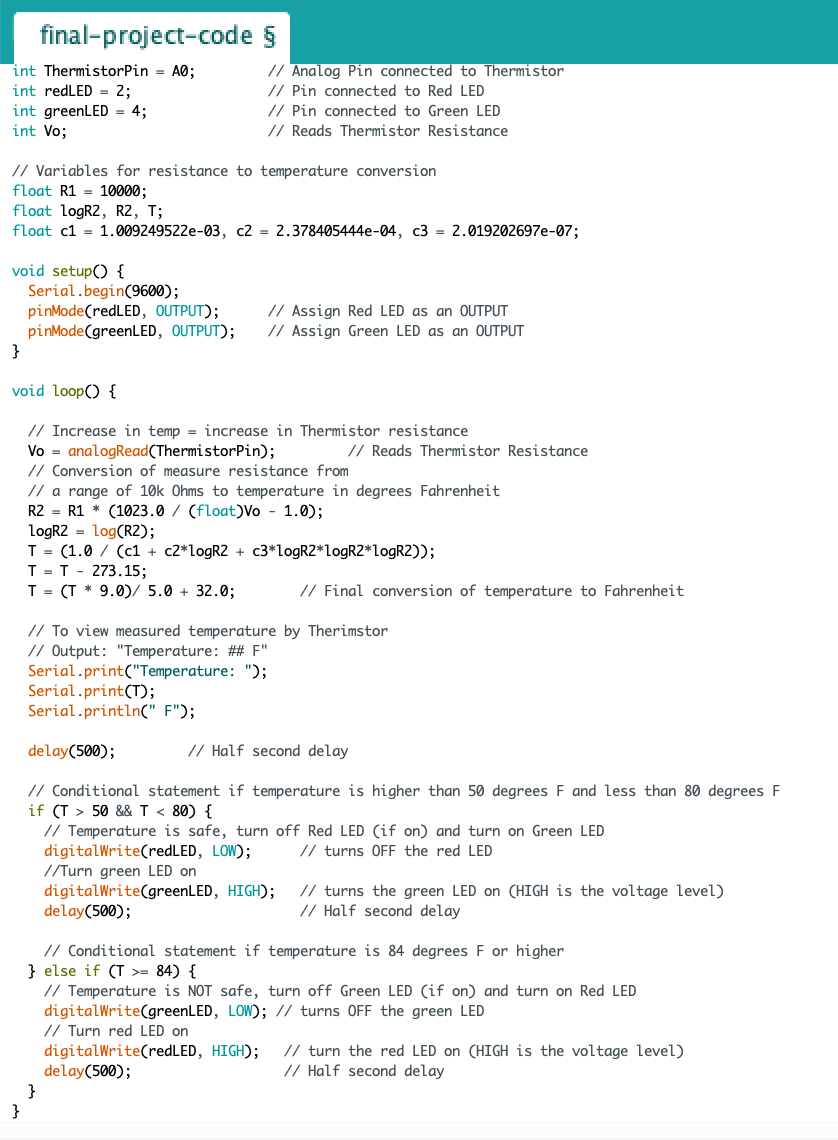 final-project-code §
int ThermistorPin = A0;         // Analog Pin connected to Thermistor
int redLED = 2;                 // Pin connected to Red LED
int greenLED = 4;               // Pin connected to Green LED
int Vo;                         // Reads Thermistor Resistance

// Variables for resistance to temperature conversion
float R1 = 10000;
float logR2, R2, T;
float c1 = 1.009249522e-03, c2 = 2.378405444e-04, c3 = 2.019202697e-07;

void setup() {
  Serial.begin(9600);
  pinMode(redLED, OUTPUT);      // Assign Red LED as an OUTPUT
  pinMode(greenLED, OUTPUT);    // Assign Green LED as an OUTPUT
}

void loop() {

  // Increase in temp = increase in Thermistor resistance
  Vo = analogRead(ThermistorPin);         // Reads Thermistor Resistance
  // Conversion of measure resistance from
  // a range of 10k Ohms to temperature in degrees Fahrenheit
  R2 = R1 * (1023.0 / (float)Vo - 1.0);
  logR2 = log(R2);
  T = (1.0 / (c1 + c2*logR2 + c3*logR2*logR2*logR2));
  T = T - 273.15;
  T = (T * 9.0)/ 5.0 + 32.0;        // Final conversion of temperature to Fahrenheit

  // To view measured temperature by Therimstor
  // Output: "Temperature: ## F"
  Serial.print("Temperature: ");
  Serial.print(T);
  Serial.println(" F");

  delay(500);         // Half second delay

  // Conditional statement if temperature is higher than 50 degrees F and less than 80 degrees F
  if (T > 50 && T < 80) {
    // Temperature is safe, turn off Red LED (if on) and turn on Green LED
    digitalWrite(redLED, LOW);      // turns OFF the red LED
    //Turn green LED on
    digitalWrite(greenLED, HIGH);   // turns the green LED on (HIGH is the voltage level)
    delay(500);                     // Half second delay

    // Conditional statement if temperature is 84 degrees F or higher
  } else if (T >= 84) {
    // Temperature is NOT safe, turn off Green LED (if on) and turn on Red LED
    digitalWrite(greenLED, LOW); // turns OFF the green LED
    // Turn red LED on
    digitalWrite(redLED, HIGH);   // turn the red LED on (HIGH is the voltage level)
    delay(500);                   // Half second delay
  }
}